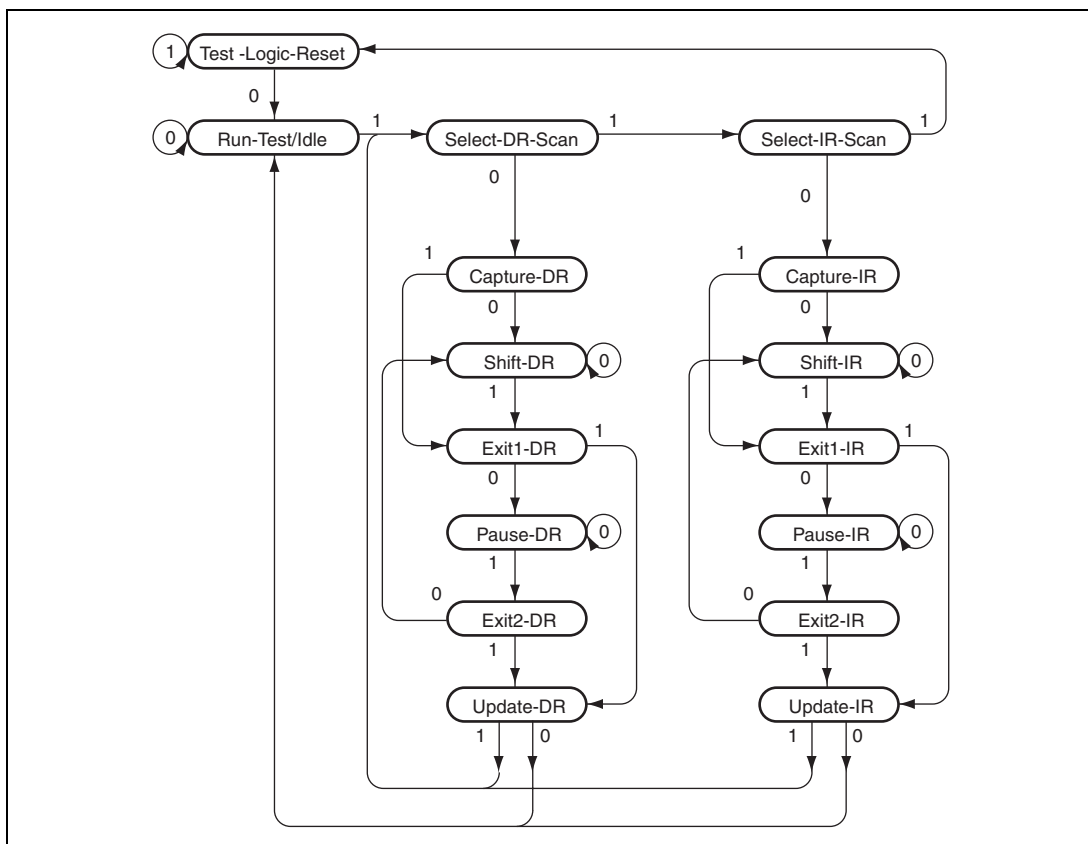 1 Test -Logic-Reset
0
0 Run-Test/Idle 1 Select-DR-Scan 1 Select-IR-Scan 1
0 0
1 Capture-DR 1 Capture-IR
0 0
Shift-DR 0 Shift-IR 0
1 1
Exit1-DR 1 Exit1-IR 1
0 0
Pause-DR 0 Pause-IR 0
1 1
0 Exit2-DR 0 Exit2-IR
1 1
Update-DR Update-IR
1 0 1 0